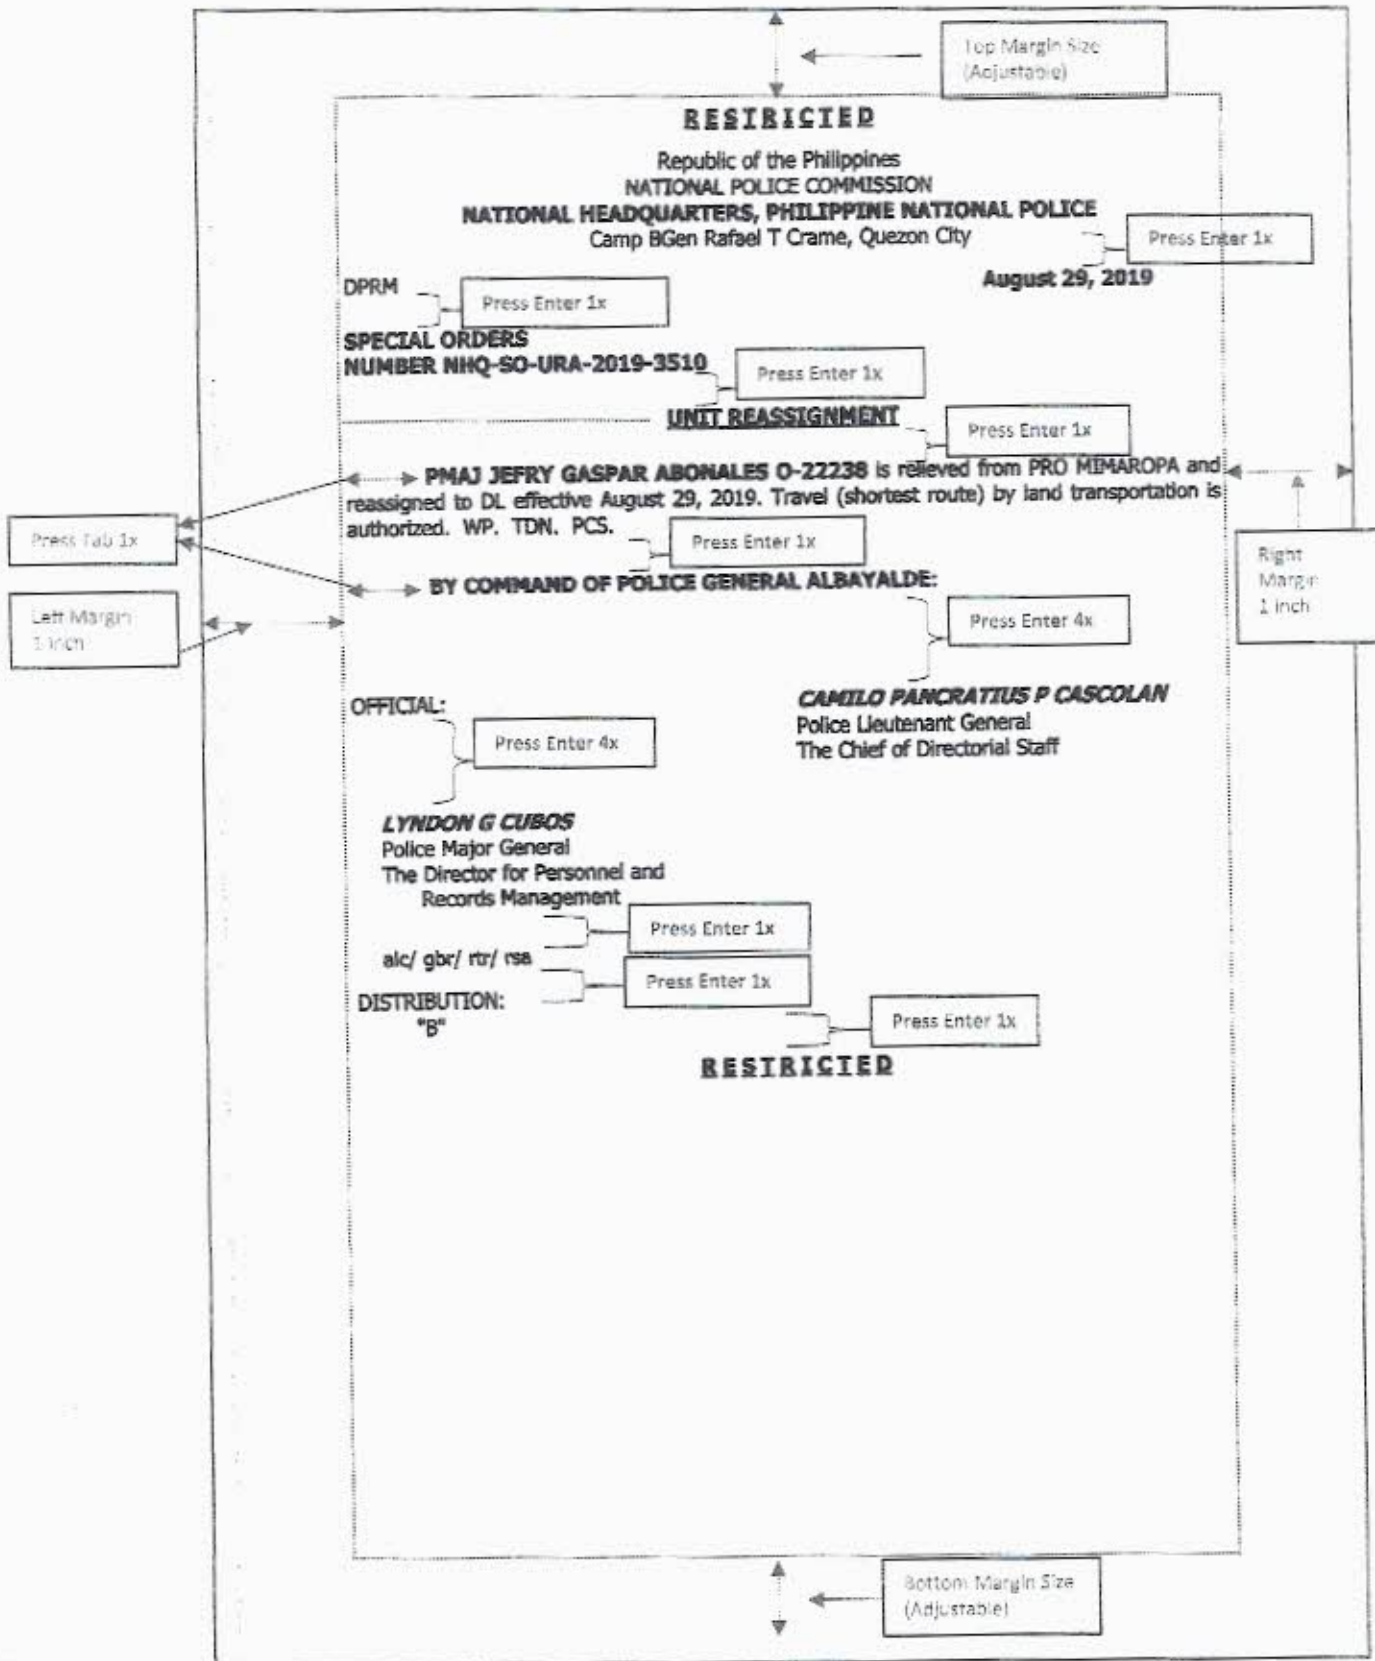 Top Margin Size
(Adjustable)
RESTRICTED
Republic of the Philippines
NATIONAL POLICE COMMISSION
NATIONAL HEADQUARTERS, PHILIPPINE NATIONAL POLICE
Camp BGen Rafael T Crame, Quezon City
Press Enter 1x
August 29, 2019
DPRM
Press Enter 1x
SPECIAL ORDERS
NUMBER NHQ-SO-URA-2019-3510
Press Enter 1x
UNIT REASSIGNMENT
Press Enter 1x
PMAJ JEFRY GASPAR ABONALES O-22238 is relieved from PRO MIMAROPA and
reassigned to DL effective August 29, 2019. Travel (shortest route) by land transportation is
authorized. WP. TDN. PCS.
Press Tab 1x
Press Enter 1x
Right
Margin
1 inch
BY COMMAND OF POLICE GENERAL ALBAYALDE:
Left Margin
1 inch
Press Enter 4x
CAMILO PANCRATIUS P CASCOLAN
Police Lieutenant General
The Chief of Directorial Staff
OFFICIAL:
Press Enter 4x
LYNDON G CUBOS
Police Major General
The Director for Personnel and
Records Management
Press Enter 1x
alc/ gbr/ rtr/ rsa
Press Enter 1x
DISTRIBUTION:
"B"
Press Enter 1x
RESTRICTED
Bottom Margin Size
(Adjustable)